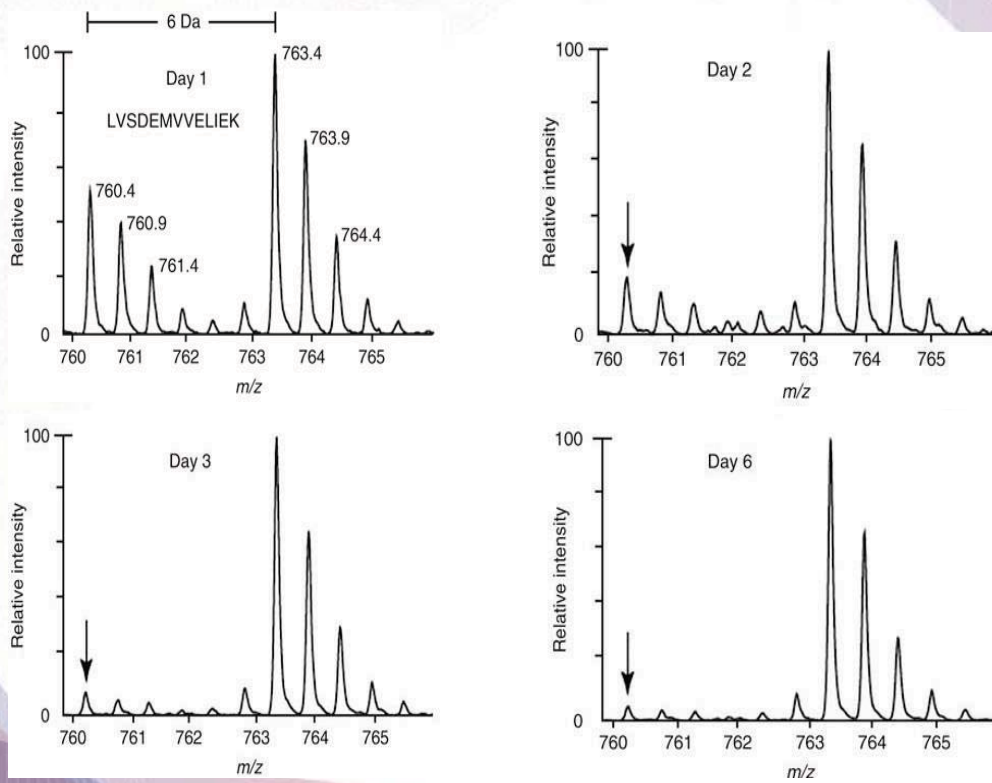 6 Da
100
763.4
Day 1
LVSDEMVVELIEK
763.9
760.4
760.9
764.4
761.4
Relative intensity
0
760 761 762 763 764 765
m/z
100
Day 2
Relative intensity
0
760 761 762 763 764 765
m/z
100
Day 3
Relative intensity
0
760 761 762 763 764 765
m/z
100
Day 6
Relative intensity
0
760 761 762 763 764 765
m/z